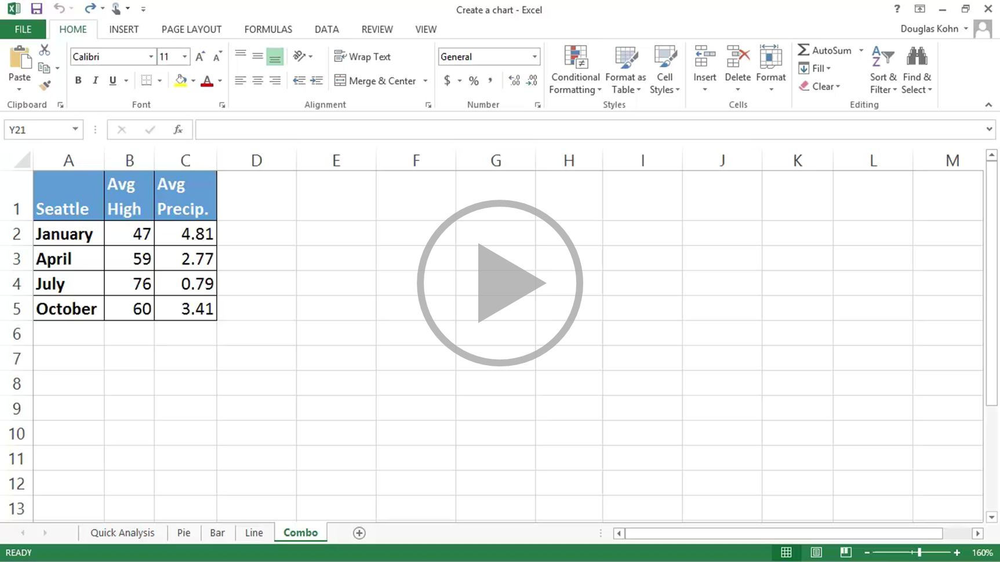 Create a chart - Excel
?
FILE HOME INSERT PAGE LAYOUT FORMULAS DATA REVIEW VIEW Douglas Kohn
Calibri 11 A A Wrap Text General AutoSum
Paste B I U A Merge & Center $ % , .0 .00 .00 .0 Conditional Formatting Format as Table Cell Styles Insert Delete Format Fill Clear A Z Sort & Filter Find & Select
Clipboard Font Alignment Number Styles Cells Editing
Y21 fx
A B C D E F G H I J K L M
1 Seattle Avg High Avg Precip.
2 January 47 4.81
3 April 59 2.77
4 July 76 0.79
5 October 60 3.41
6
7
8
9
10
11
12
13
Quick Analysis Pie Bar Line Combo
READY 160%